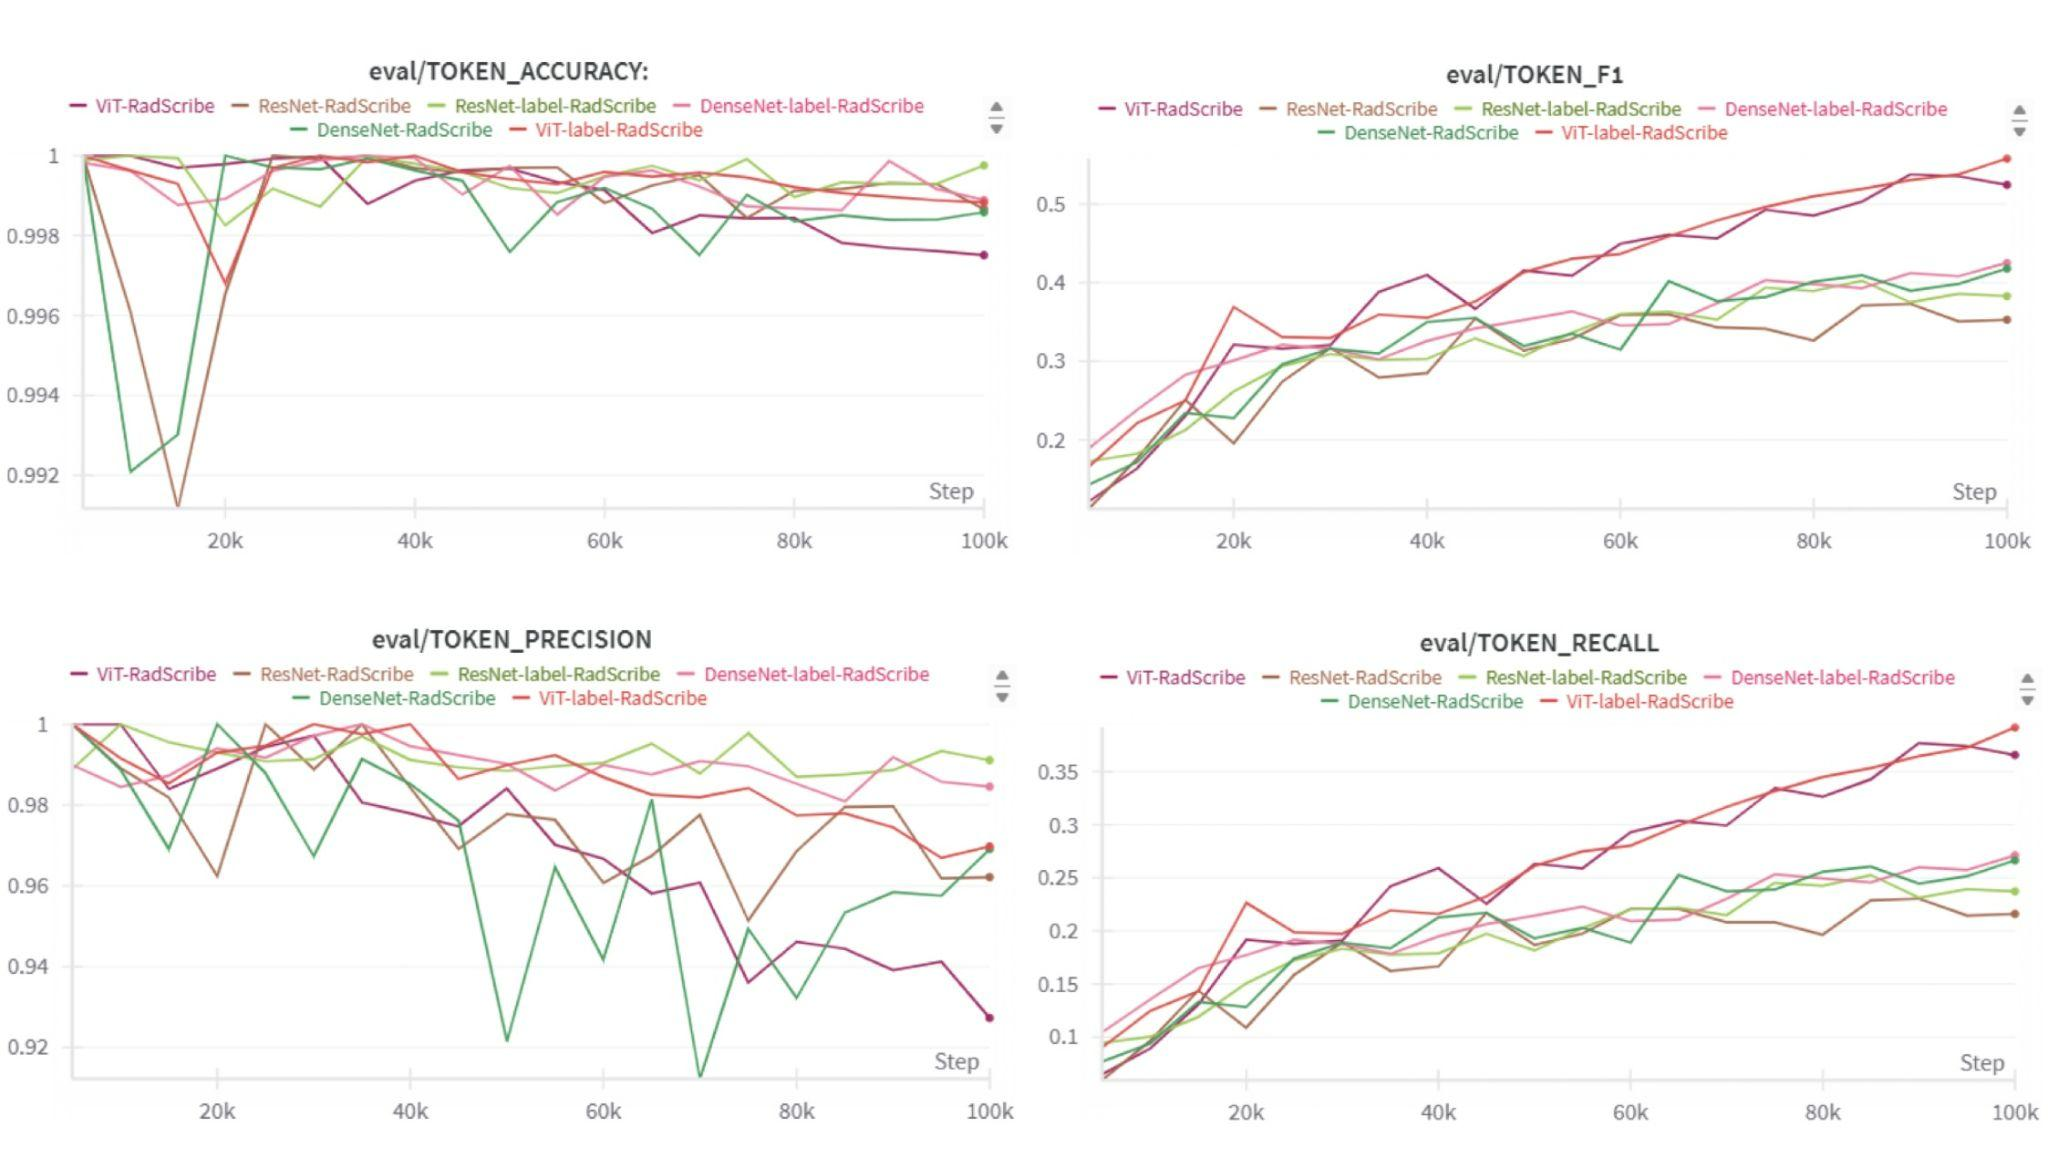 eval/TOKEN_ACCURACY:
ViT-RadScribe ResNet-RadScribe ResNet-label-RadScribe DenseNet-label-RadScribe
DenseNet-RadScribe ViT-label-RadScribe
1
0.998
0.996
0.994
0.992
Step
20k 40k 60k 80k 100k
eval/TOKEN_F1
ViT-RadScribe ResNet-RadScribe ResNet-label-RadScribe DenseNet-label-RadScribe
DenseNet-RadScribe ViT-label-RadScribe
0.5
0.4
0.3
0.2
Step
20k 40k 60k 80k 100k
eval/TOKEN_PRECISION
ViT-RadScribe ResNet-RadScribe ResNet-label-RadScribe DenseNet-label-RadScribe
DenseNet-RadScribe ViT-label-RadScribe
1
0.98
0.96
0.94
0.92
Step
20k 40k 60k 80k 100k
eval/TOKEN_RECALL
ViT-RadScribe ResNet-RadScribe ResNet-label-RadScribe DenseNet-label-RadScribe
DenseNet-RadScribe ViT-label-RadScribe
0.35
0.3
0.25
0.2
0.15
0.1
Step
20k 40k 60k 80k 100k